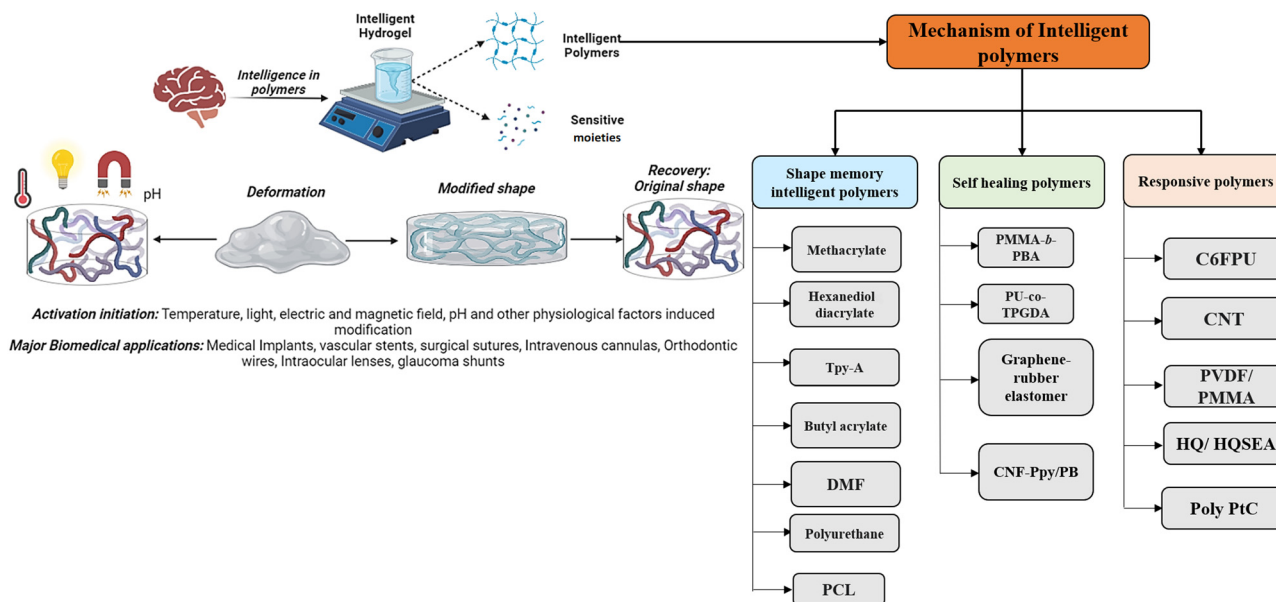 Intelligent
Hydrogel
Intelligence in
polymers
Intelligent
Polymers
Sensitive
moieties
Mechanism of Intelligent
polymers
pH
Deformation
Modified shape
Recovery:
Original shape
Activation initiation: Temperature, light, electric and magnetic field, pH and other physiological factors induced
modification
Major Biomedical applications: Medical Implants, vascular stents, surgical sutures, Intravenous cannulas, Orthodontic
wires, Intraocular lenses, glaucoma shunts
Shape memory
intelligent polymers
Methacrylate
Hexanediol
diacrylate
Tpy-A
Butyl acrylate
DMF
Polyurethane
PCL
Self healing polymers
PMMA-b-
PBA
PU-co-
TPGDA
Graphene-
rubber
elastomer
CNF-Ppy/PB
Responsive polymers
C6FPU
CNT
PVDF/
PMMA
HQ/ HQSEA
Poly PtC